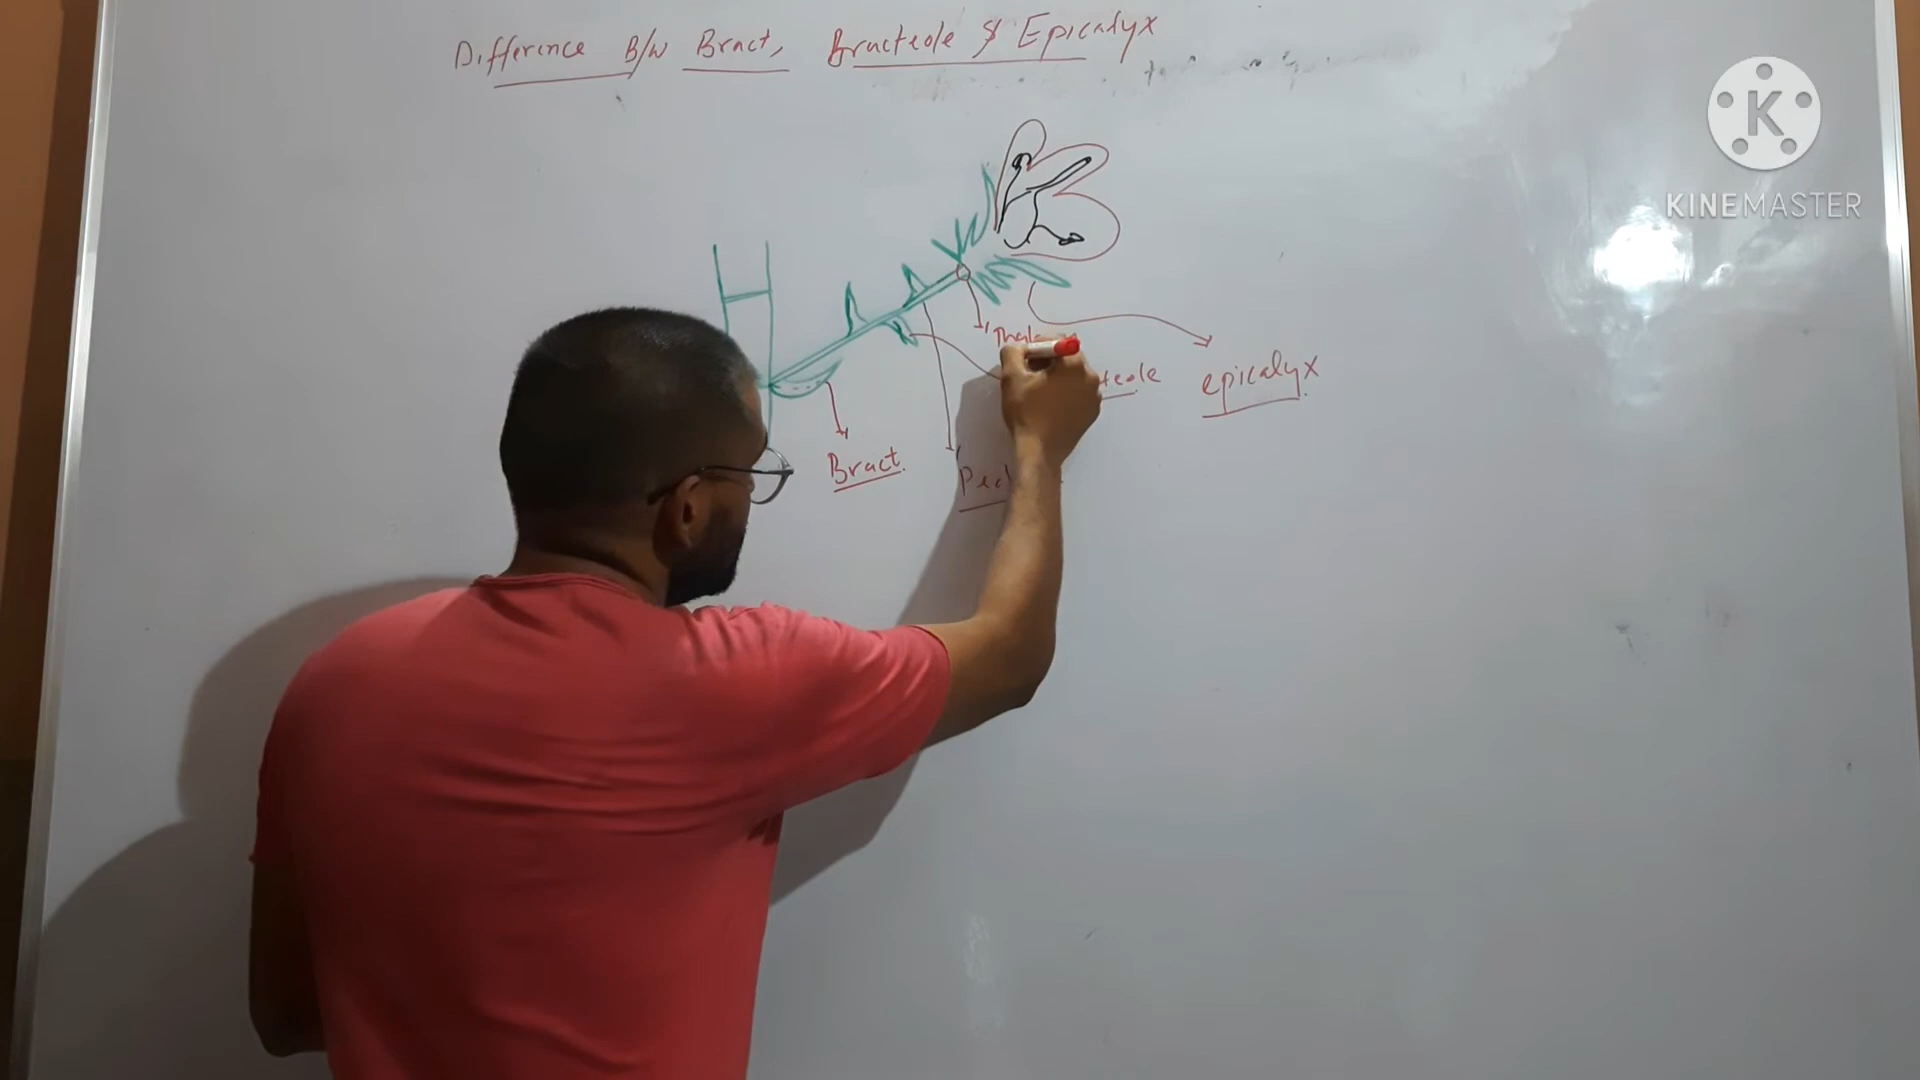 Difference B/W Bract, Bracteole & Epicalyx
KINEMASTER
epicalyx
Bract.